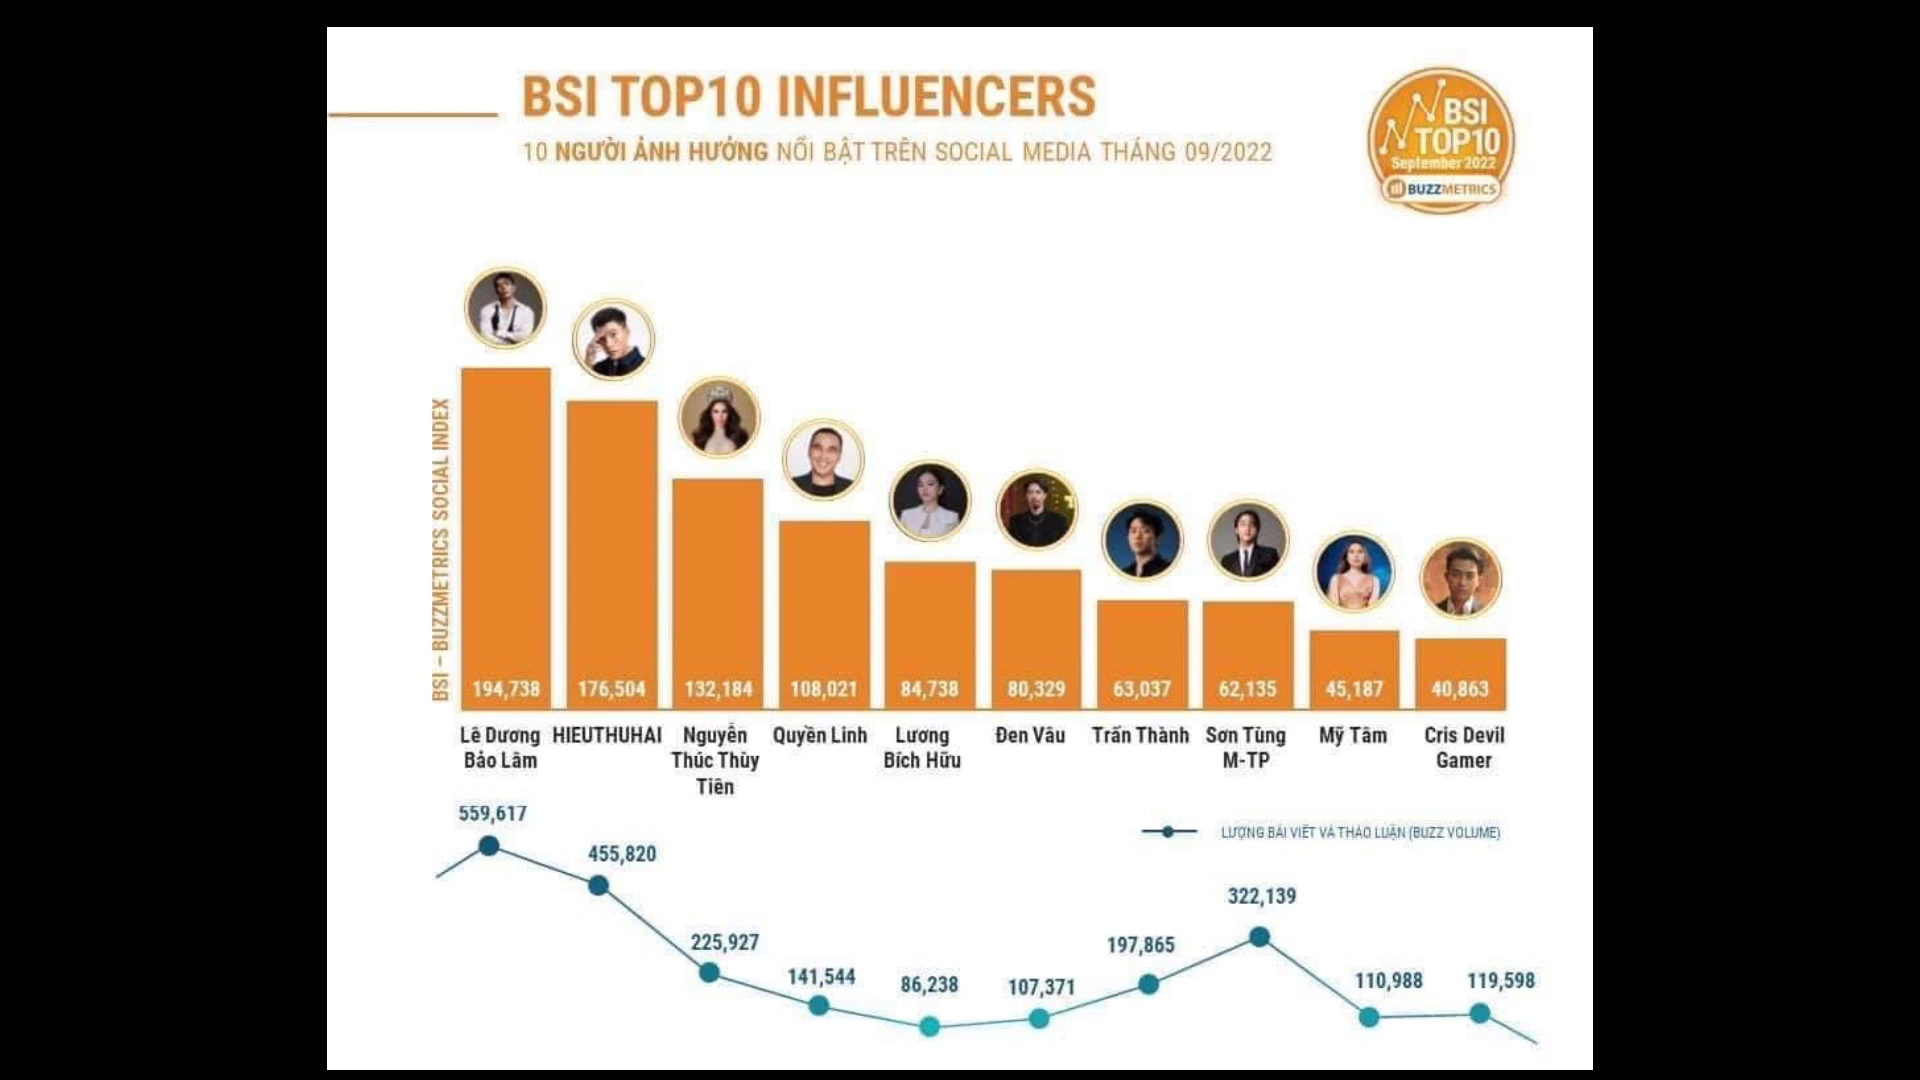 BSI TOP10 INFLUENCERS
10 NGƯỜI ẢNH HƯỞNG NỔI BẬT TRÊN SOCIAL MEDIA THÁNG 09/2022
BSI
TOP10
September 2022
BUZZMETRICS
BSI – BUZZMETRICS SOCIAL INDEX
194,738
176,504
132,184
108,021
84,738
80,329
63,037
62,135
45,187
40,863
Lê Dương
Bảo Lâm
HIEUTHUHAI
Nguyễn
Thúc Thùy
Tiên
Quyền Linh
Lương
Bích Hữu
Đen Vâu
Trấn Thành
Sơn Tùng
M-TP
Mỹ Tâm
Cris Devil
Gamer
LƯỢNG BÀI VIẾT VÀ THẢO LUẬN (BUZZ VOLUME)
559,617
455,820
225,927
141,544
86,238
107,371
197,865
322,139
110,988
119,598